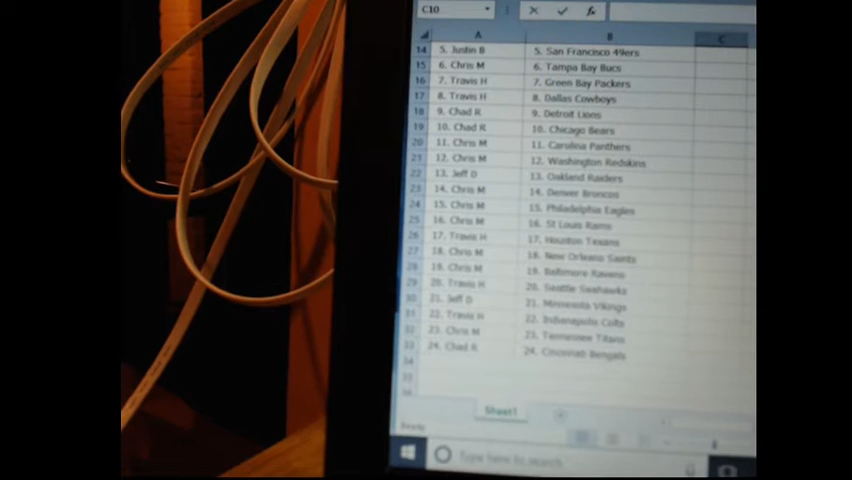 C10
A B C
14 5. Justin B 5. San Francisco 49ers
15 6. Chris M 6. Tampa Bay Bucs
16 7. Travis H 7. Green Bay Packers
17 8. Travis H 8. Dallas Cowboys
18 9. Chad R 9. Detroit Lions
19 10. Chad R 10. Chicago Bears
20 11. Chris M 11. Carolina Panthers
21 12. Chris M 12. Washington Redskins
22 13. Jeff D 13. Oakland Raiders
23 14. Chris M 14. Denver Broncos
24 15. Chris M 15. Philadelphia Eagles
25 16. Chris M 16. St Louis Rams
26 17. Travis H 17. Houston Texans
27 18. Chris M 18. New Orleans Saints
28 19. Chris M 19. Baltimore Ravens
29 20. Travis H 20. Seattle Seahawks
30 21. Jeff D 21. Minnesota Vikings
31 22. Travis H 22. Indianapolis Colts
32 23. Chris M 23. Tennessee Titans
33 24. Chad R 24. Cincinnati Bengals
34
35
Sheet1
Ready
Type here to search